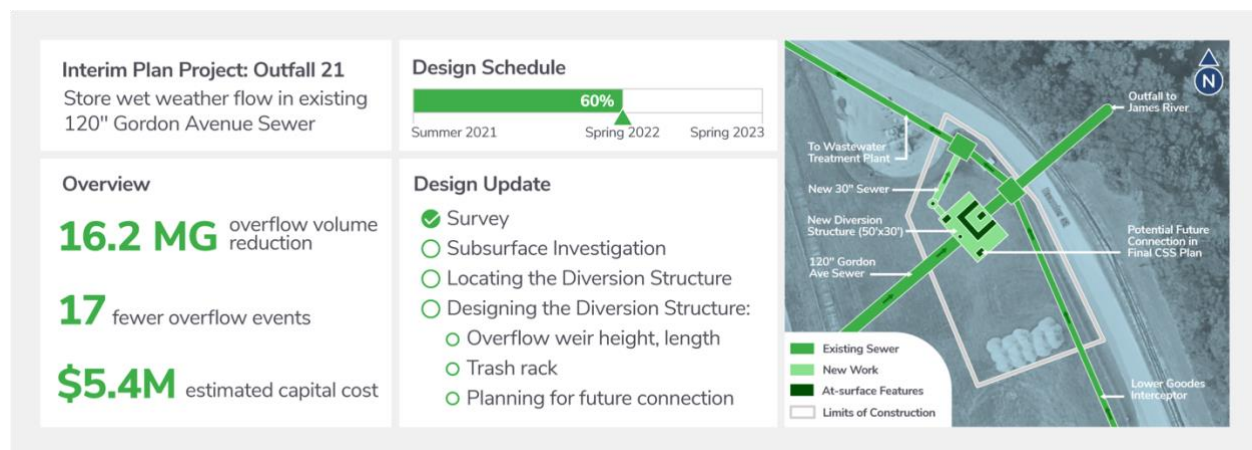 Interim Plan Project: Outfall 21
Store wet weather flow in existing
120" Gordon Avenue Sewer
Overview
16.2 MG overflow volume
reduction
17 fewer overflow events
$5.4M estimated capital cost
Design Schedule
60%
Summer 2021 Spring 2022 Spring 2023
Design Update
Survey
Subsurface Investigation
Locating the Diversion Structure
Designing the Diversion Structure:
Overflow weir height, length
Trash rack
Planning for future connection
N
Outfall to
James River
To Wastewater
Treatment Plant
New 30" Sewer
New Diversion
Structure (50'x30')
120" Gordon
Ave Sewer
Potential Future
Connection in
Final CSS Plan
Lower Goodes
Interceptor
Existing Sewer
New Work
At-surface Features
Limits of Construction